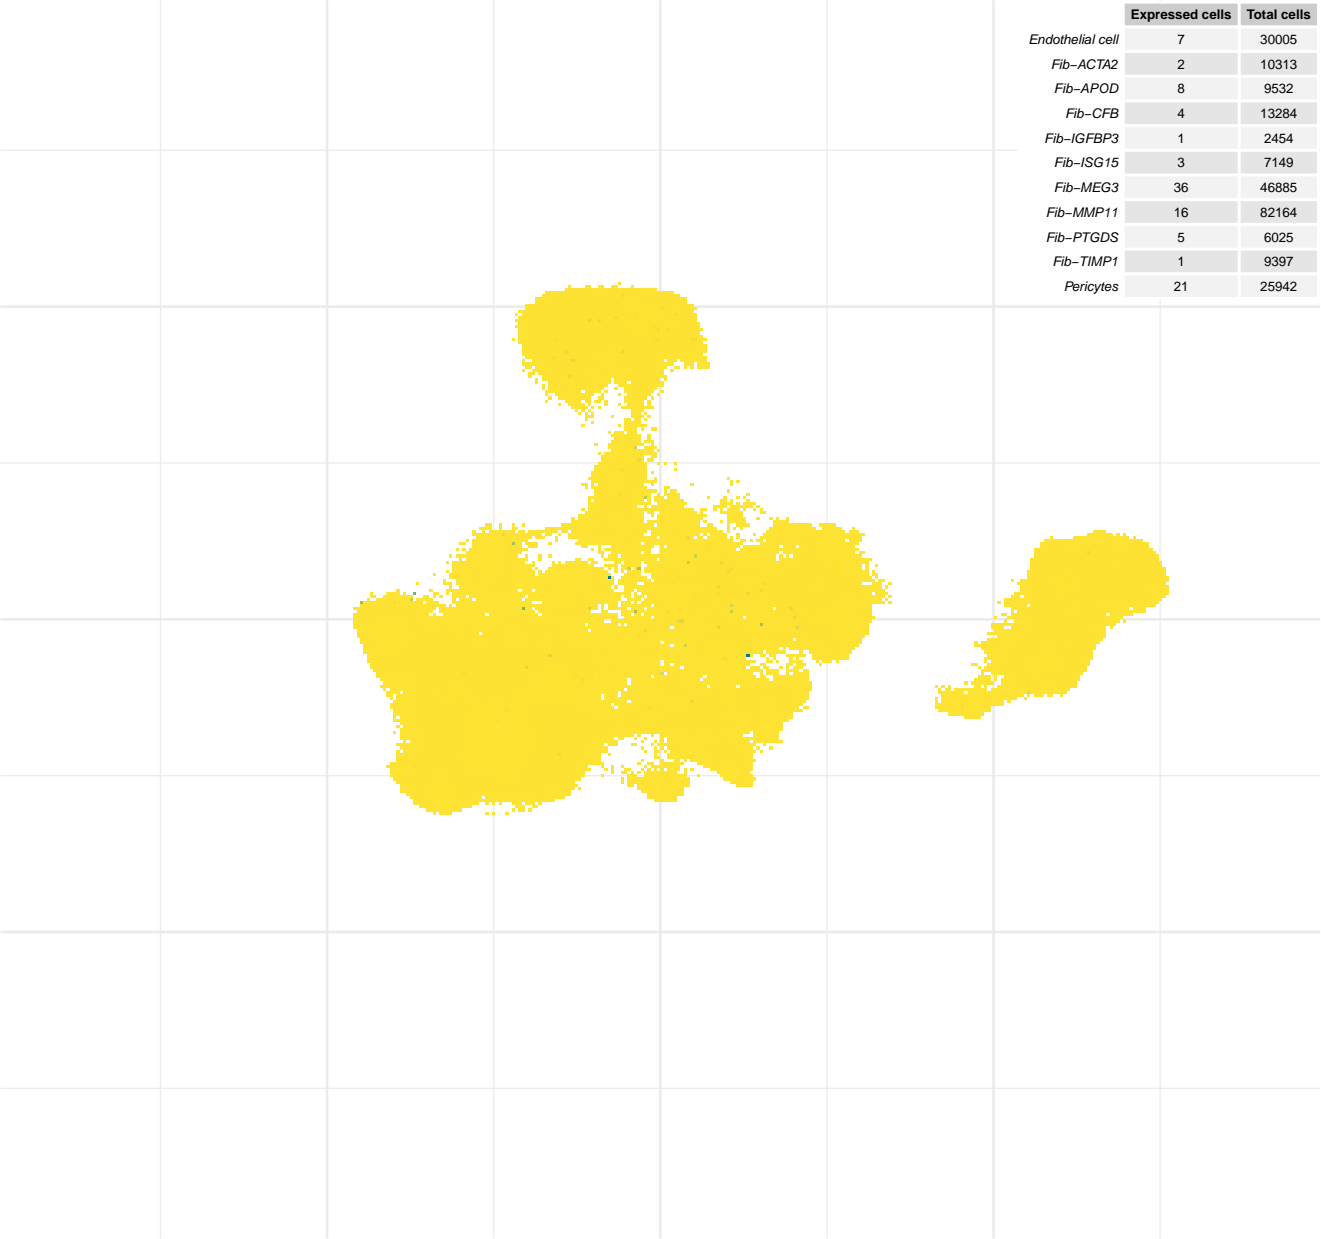 Expressed cells Total cells
Endothelial cell 7 30005
Fib−ACTA2 2 10313
Fib−APOD 8 9532
Fib−CFB 4 13284
Fib−IGFBP3 1 2454
Fib−ISG15 3 7149
Fib−MEG3 36 46885
Fib−MMP11 16 82164
Fib−PTGDS 5 6025
Fib−TIMP1 1 9397
Pericytes 21 25942